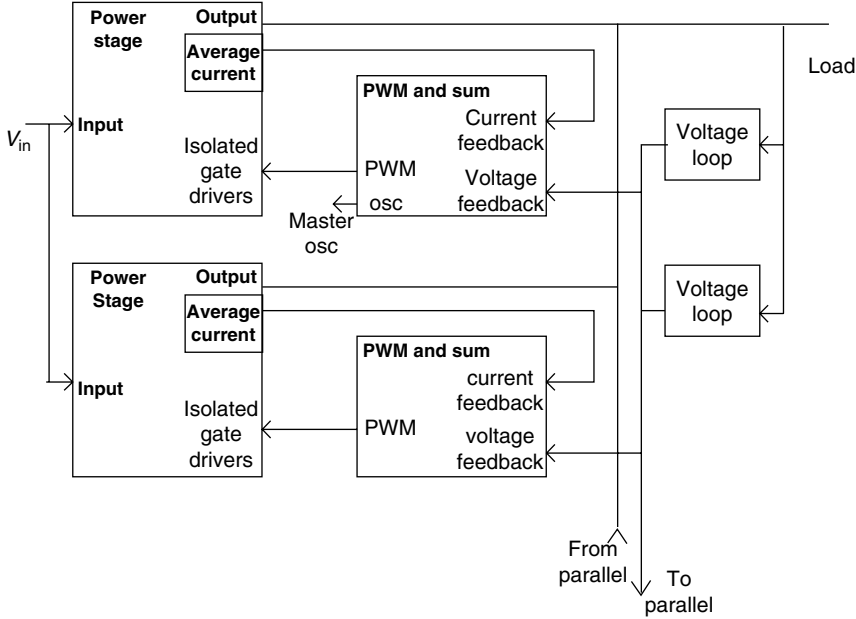 Power
stage
Output
Average
current
Input
Isolated
gate
drivers
V_in
PWM and sum
Current
feedback
PWM
Voltage
feedback
osc
Master
osc
Load
Voltage
loop
Power
Stage
Output
Average
current
Input
Isolated
gate
drivers
PWM and sum
current
feedback
PWM
voltage
feedback
Voltage
loop
From
parallel
To
parallel